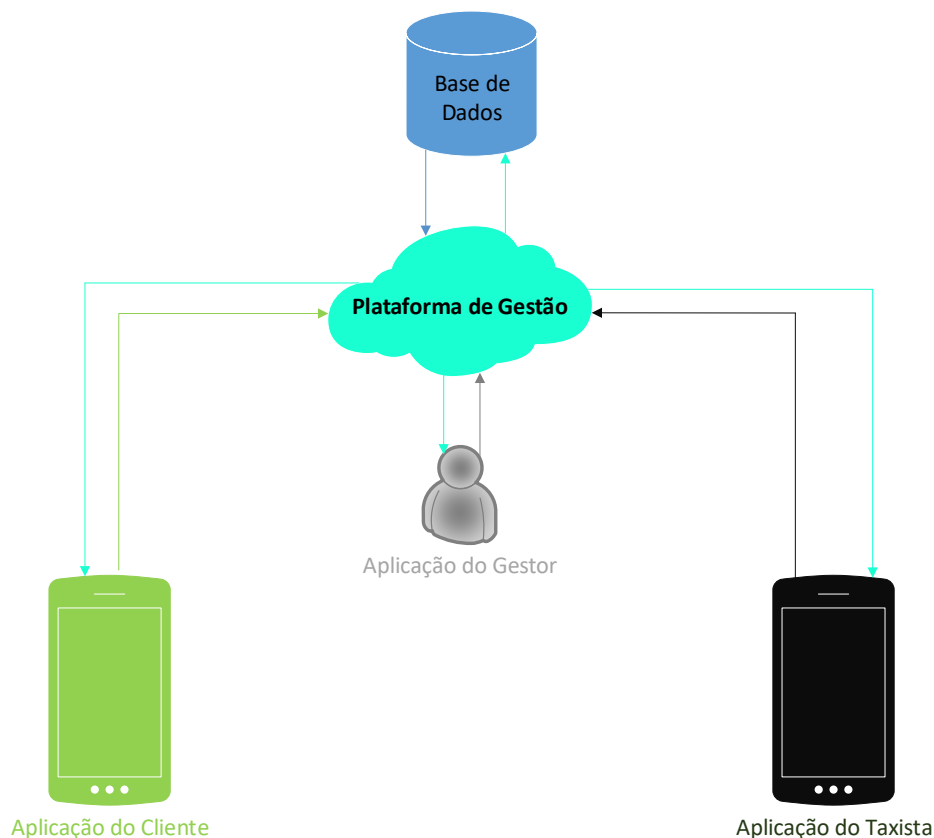 Base de
Dados
Plataforma de Gestão
Aplicação do Gestor
Aplicação do Cliente
Aplicação do Taxista